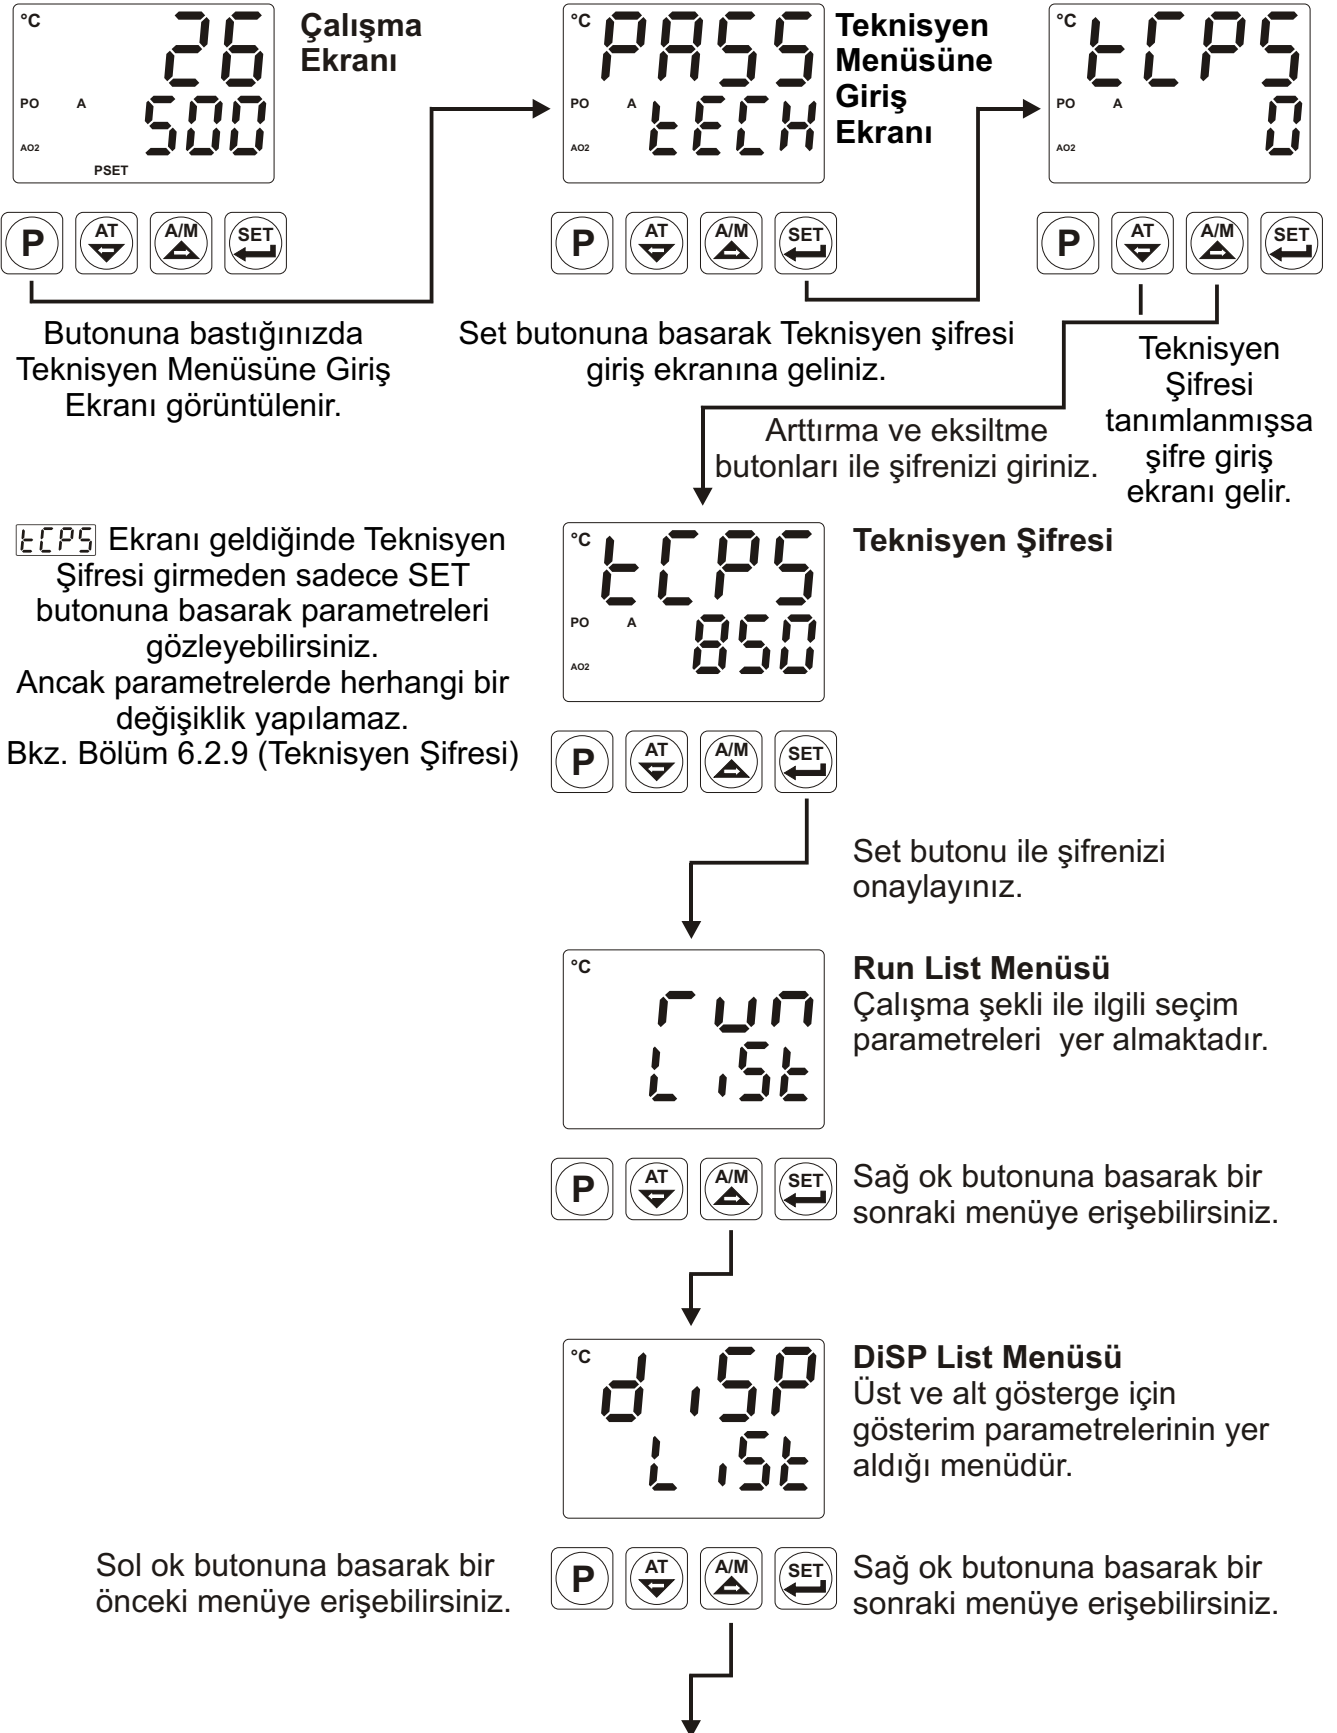 °C
26
PO A
500
AO2
PSET
Çalışma
Ekranı
P
AT
A/M
SET
°C
PASS
PO A
tECH
AO2
Teknisyen
Menüsüne
Giriş
Ekranı
P
AT
A/M
SET
°C
tCPS
PO A
0
AO2
P
AT
A/M
SET
Butonuna bastığınızda
Teknisyen Menüsüne Giriş
Ekranı görüntülenir.
Set butonuna basarak Teknisyen şifresi
giriş ekranına geliniz.
Teknisyen
Şifresi
tanımlanmışsa
şifre giriş
ekranı gelir.
Arttırma ve eksiltme
butonları ile şifrenizi giriniz.
tCPS Ekranı geldiğinde Teknisyen
Şifresi girmeden sadece SET
butonuna basarak parametreleri
gözleyebilirsiniz.
Ancak parametrelerde herhangi bir
değişiklik yapılamaz.
Bkz. Bölüm 6.2.9 (Teknisyen Şifresi)
°C
tCPS
PO A
850
AO2
Teknisyen Şifresi
P
AT
A/M
SET
Set butonu ile şifrenizi
onaylayınız.
°C
run
LiSt
Run List Menüsü
Çalışma şekli ile ilgili seçim
parametreleri yer almaktadır.
P
AT
A/M
SET
Sağ ok butonuna basarak bir
sonraki menüye erişebilirsiniz.
°C
diSP
LiSt
DiSP List Menüsü
Üst ve alt gösterge için
gösterim parametrelerinin yer
aldığı menüdür.
Sol ok butonuna basarak bir
önceki menüye erişebilirsiniz.
P
AT
A/M
SET
Sağ ok butonuna basarak bir
sonraki menüye erişebilirsiniz.